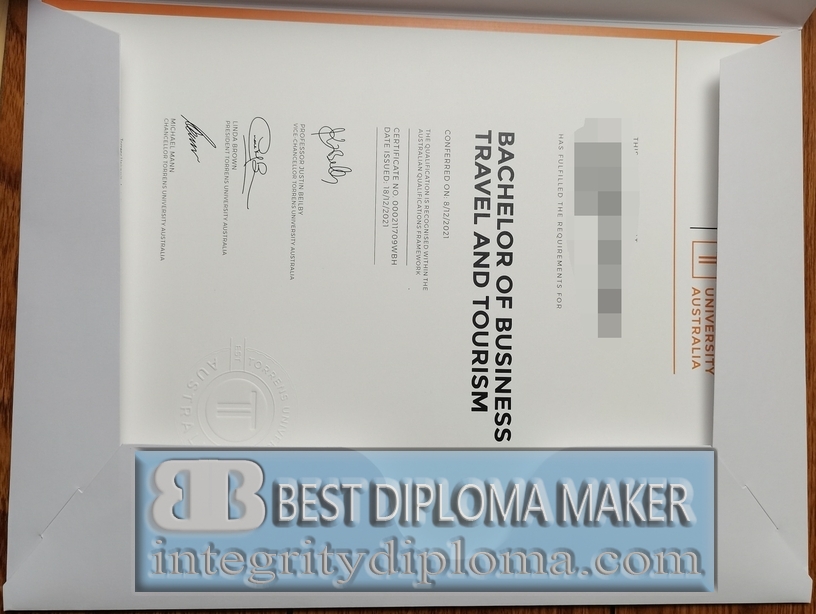 UNIVERSITY
AUSTRALIA
HAS FULFILLED THE REQUIREMENTS FOR
BACHELOR OF BUSINESS
TRAVEL AND TOURISM
CONFERRED ON: 8/12/2021
THE QUALIFICATION IS RECOGNISED WITHIN THE
AUSTRALIAN QUALIFICATIONS FRAMEWORK
CERTIFICATE NO. 000211709WBH
DATE ISSUED: 18/12/2021
PROFESSOR JUSTIN BEILBY
VICE-CHANCELLOR TORRENS UNIVERSITY AUSTRALIA
LINDA BROWN
PRESIDENT TORRENS UNIVERSITY AUSTRALIA
MICHAEL MANN
CHANCELLOR TORRENS UNIVERSITY AUSTRALIA
BEST DIPLOMA MAKER
integritydiploma.com